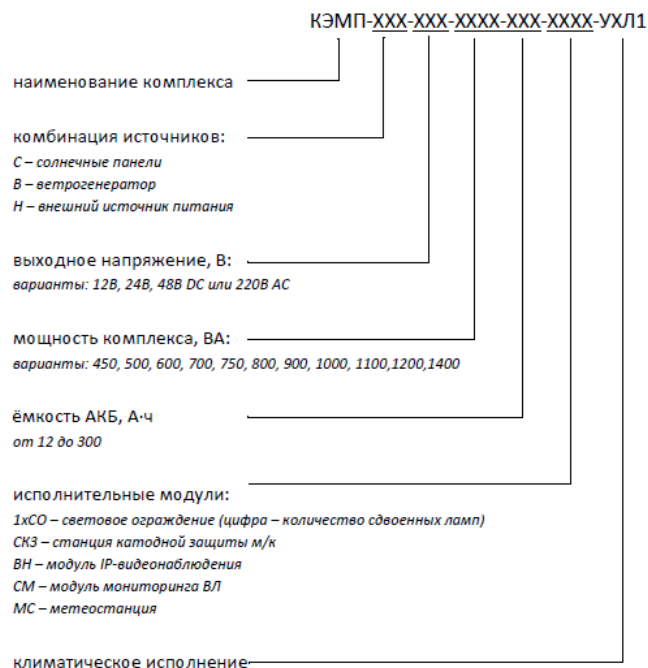 КЭМП-ХХХ-ХХХ-ХХХХ-ХХХ-ХХХХ-УХЛ1
наименование комплекса
комбинация источников:
С – солнечные панели
В – ветрогенератор
Н – внешний источник питания
выходное напряжение, В:
варианты: 12В, 24В, 48В DC или 220В АС
мощность комплекса, ВА:
варианты: 450, 500, 600, 700, 750, 800, 900, 1000, 1100,1200,1400
ёмкость АКБ, А·ч
от 12 до 300
исполнительные модули:
1хСО – световое ограждение (цифра – количество сдвоенных ламп)
СКЗ – станция катодной защиты м/к
ВН – модуль IP-видеонаблюдения
СМ – модуль мониторинга ВЛ
МС – метеостанция
климатическое исполнение